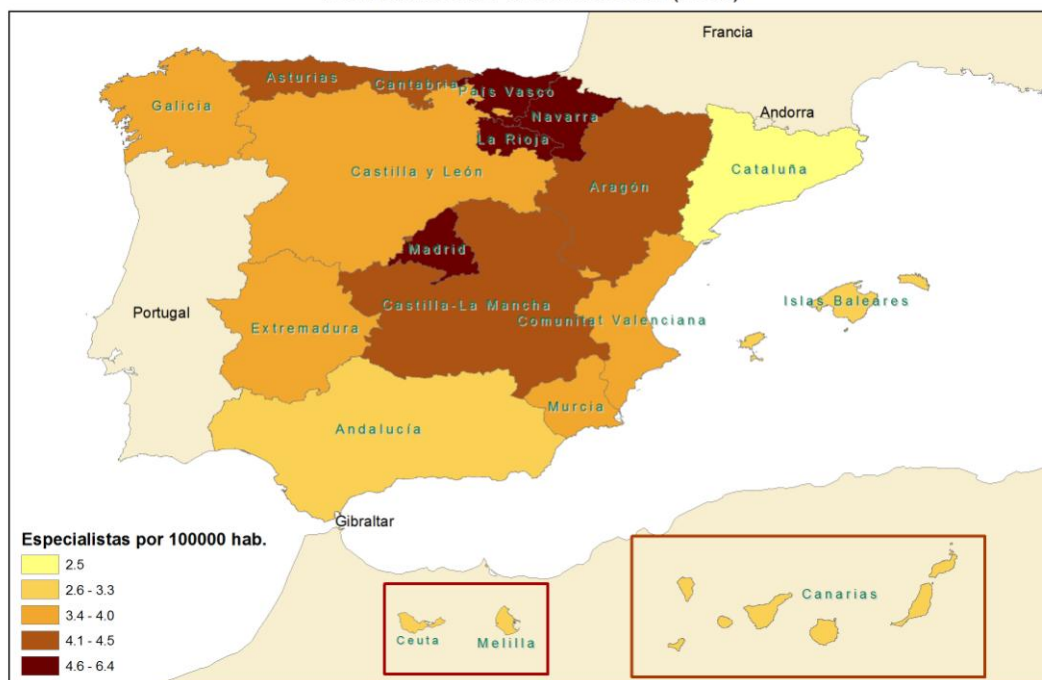 Francia
Asturias
Cantabria
País Vasco
Galicia
Navarra
Andorra
La Rioja
Castilla y León
Cataluña
Aragón
Madrid
Islas Baleares
Portugal
Castilla-La Mancha
Comunitat Valenciana
Extremadura
Murcia
Andalucía
Gibraltar
Especialistas por 100000 hab.
2.5
2.6 - 3.3
3.4 - 4.0
4.1 - 4.5
4.6 - 6.4
Ceuta
Melilla
Canarias